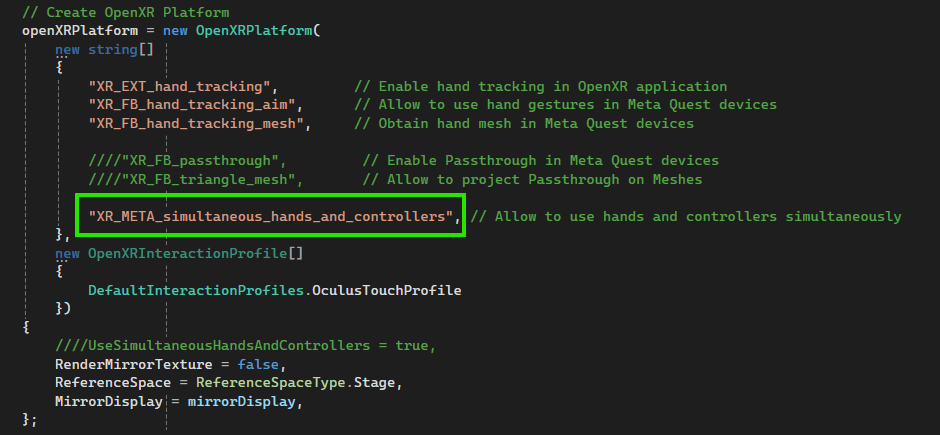 // Create OpenXR Platform
openXRPlatform = new OpenXRPlatform(
new string[]
{
"XR_EXT_hand_tracking", // Enable hand tracking in OpenXR application
"XR_FB_hand_tracking_aim", // Allow to use hand gestures in Meta Quest devices
"XR_FB_hand_tracking_mesh", // Obtain hand mesh in Meta Quest devices
////"XR_FB_passthrough", // Enable Passthrough in Meta Quest devices
////"XR_FB_triangle_mesh", // Allow to project Passthrough on Meshes
"XR_META_simultaneous_hands_and_controllers", // Allow to use hands and controllers simultaneously
},
new OpenXRInteractionProfile[]
{
DefaultInteractionProfiles.OculusTouchProfile
})
{
////UseSimultaneousHandsAndControllers = true,
RenderMirrorTexture = false,
ReferenceSpace = ReferenceSpaceType.Stage,
MirrorDisplay = mirrorDisplay,
};